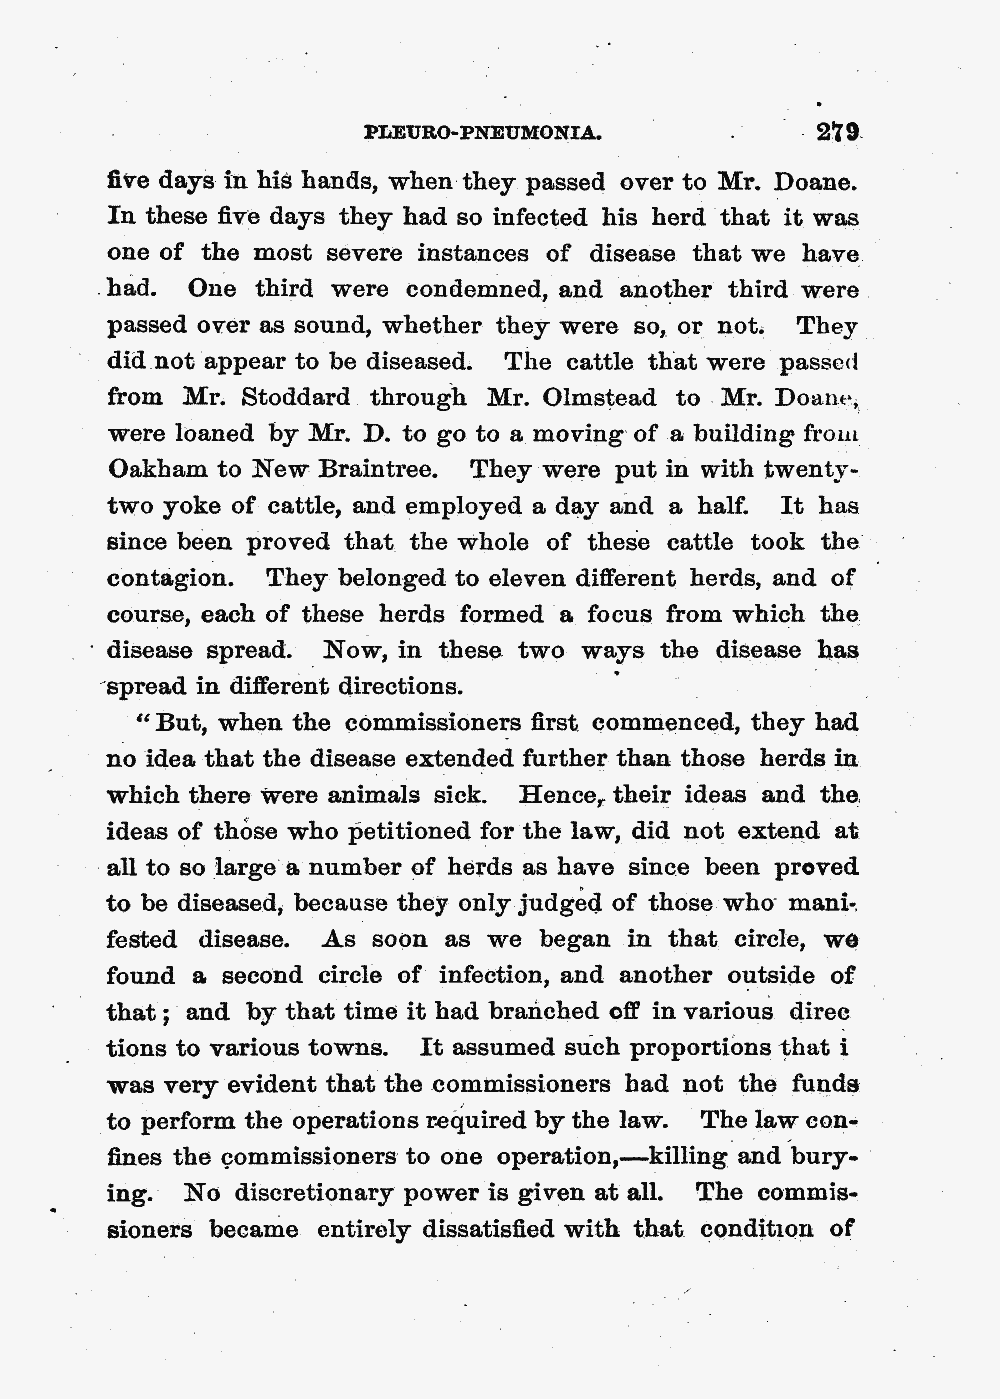 PLEURO-PNEUMONIA. 279
five days in his hands, when they passed over to Mr. Doane.
In these five days they had so infected his herd that it was
one of the most severe instances of disease that we have
had. One third were condemned, and another third were
passed over as sound, whether they were so, or not. They
did not appear to be diseased. The cattle that were passed
from Mr. Stoddard through Mr. Olmstead to Mr. Doane,
were loaned by Mr. D. to go to a moving of a building from
Oakham to New Braintree. They were put in with twenty-
two yoke of cattle, and employed a day and a half. It has
since been proved that the whole of these cattle took the
contagion. They belonged to eleven different herds, and of
course, each of these herds formed a focus from which the
disease spread. Now, in these two ways the disease has
spread in different directions.
“But, when the commissioners first commenced, they had
no idea that the disease extended further than those herds in
which there were animals sick. Hence, their ideas and the
ideas of those who petitioned for the law, did not extend at
all to so large a number of herds as have since been proved
to be diseased, because they only judged of those who mani-
fested disease. As soon as we began in that circle, we
found a second circle of infection, and another outside of
that; and by that time it had branched off in various direc
tions to various towns. It assumed such proportions that i
was very evident that the commissioners had not the funds
to perform the operations required by the law. The law con-
fines the commissioners to one operation,—killing and bury-
ing. No discretionary power is given at all. The commis-
sioners became entirely dissatisfied with that condition of